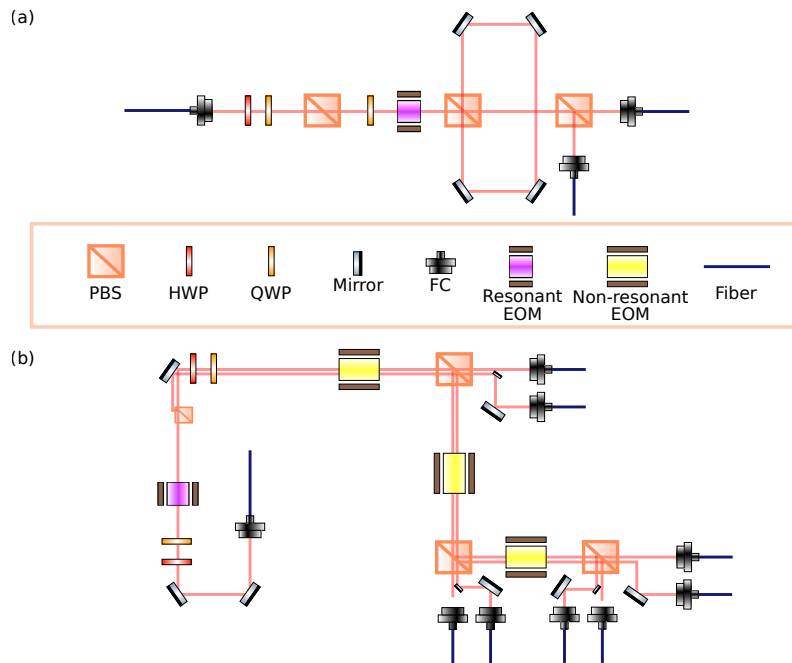 (a)
PBS
HWP
QWP
Mirror
FC
Resonant
EOM
Non-resonant
EOM
Fiber
(b)